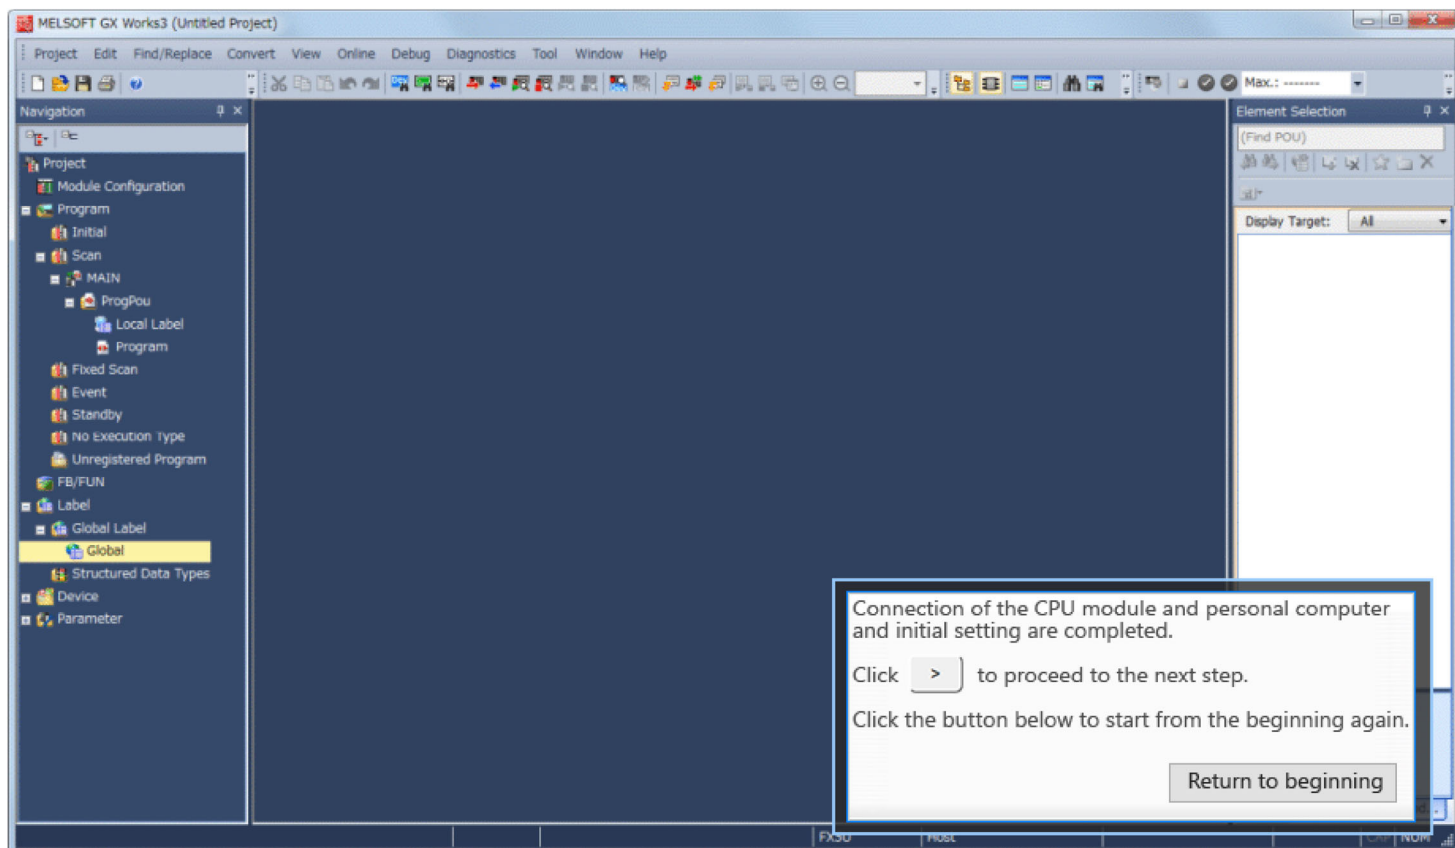 MELSOFT GX Works3 (Untitled Project)
Project Edit Find/Replace Convert View Online Debug Diagnostics Tool Window Help
Max.: -------
Navigation
Element Selection
(Find POU)
Display Target: All
Project
Module Configuration
Program
Initial
Scan
MAIN
ProgPou
Local Label
Program
Fixed Scan
Event
Standby
No Execution Type
Unregistered Program
FB/FUN
Label
Global Label
Global
Structured Data Types
Device
Parameter
Connection of the CPU module and personal computer
and initial setting are completed.
Click > to proceed to the next step.
Click the button below to start from the beginning again.
Return to beginning
Host
CAP NUM